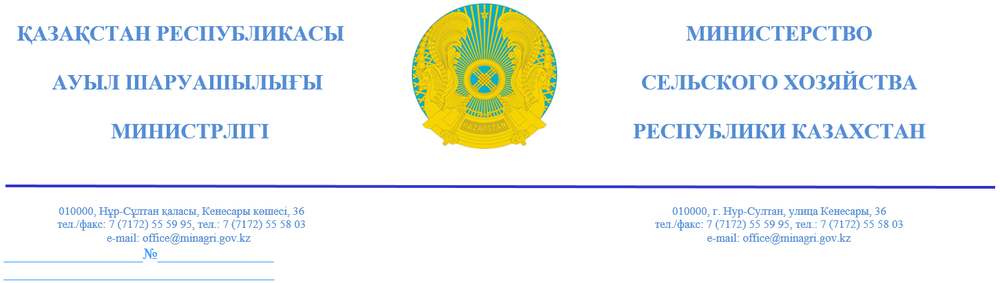 ҚАЗАҚСТАН РЕСПУБЛИКАСЫ
АУЫЛ ШАРУАШЫЛЫҒЫ
МИНИСТРЛІГІ
QAZAQSTAN
МИНИСТЕРСТВО
СЕЛЬСКОГО ХОЗЯЙСТВА
РЕСПУБЛИКИ КАЗАХСТАН
010000, Нұр-Сұлтан қаласы, Кенесары көшесі, 36
тел./факс: 7 (7172) 55 59 95, тел.: 7 (7172) 55 58 03
e-mail: office@minagri.gov.kz
____________________№_________________
________________________________________
010000, г. Нур-Султан, улица Кенесары, 36
тел./факс: 7 (7172) 55 59 95, тел.: 7 (7172) 55 58 03
e-mail: office@minagri.gov.kz